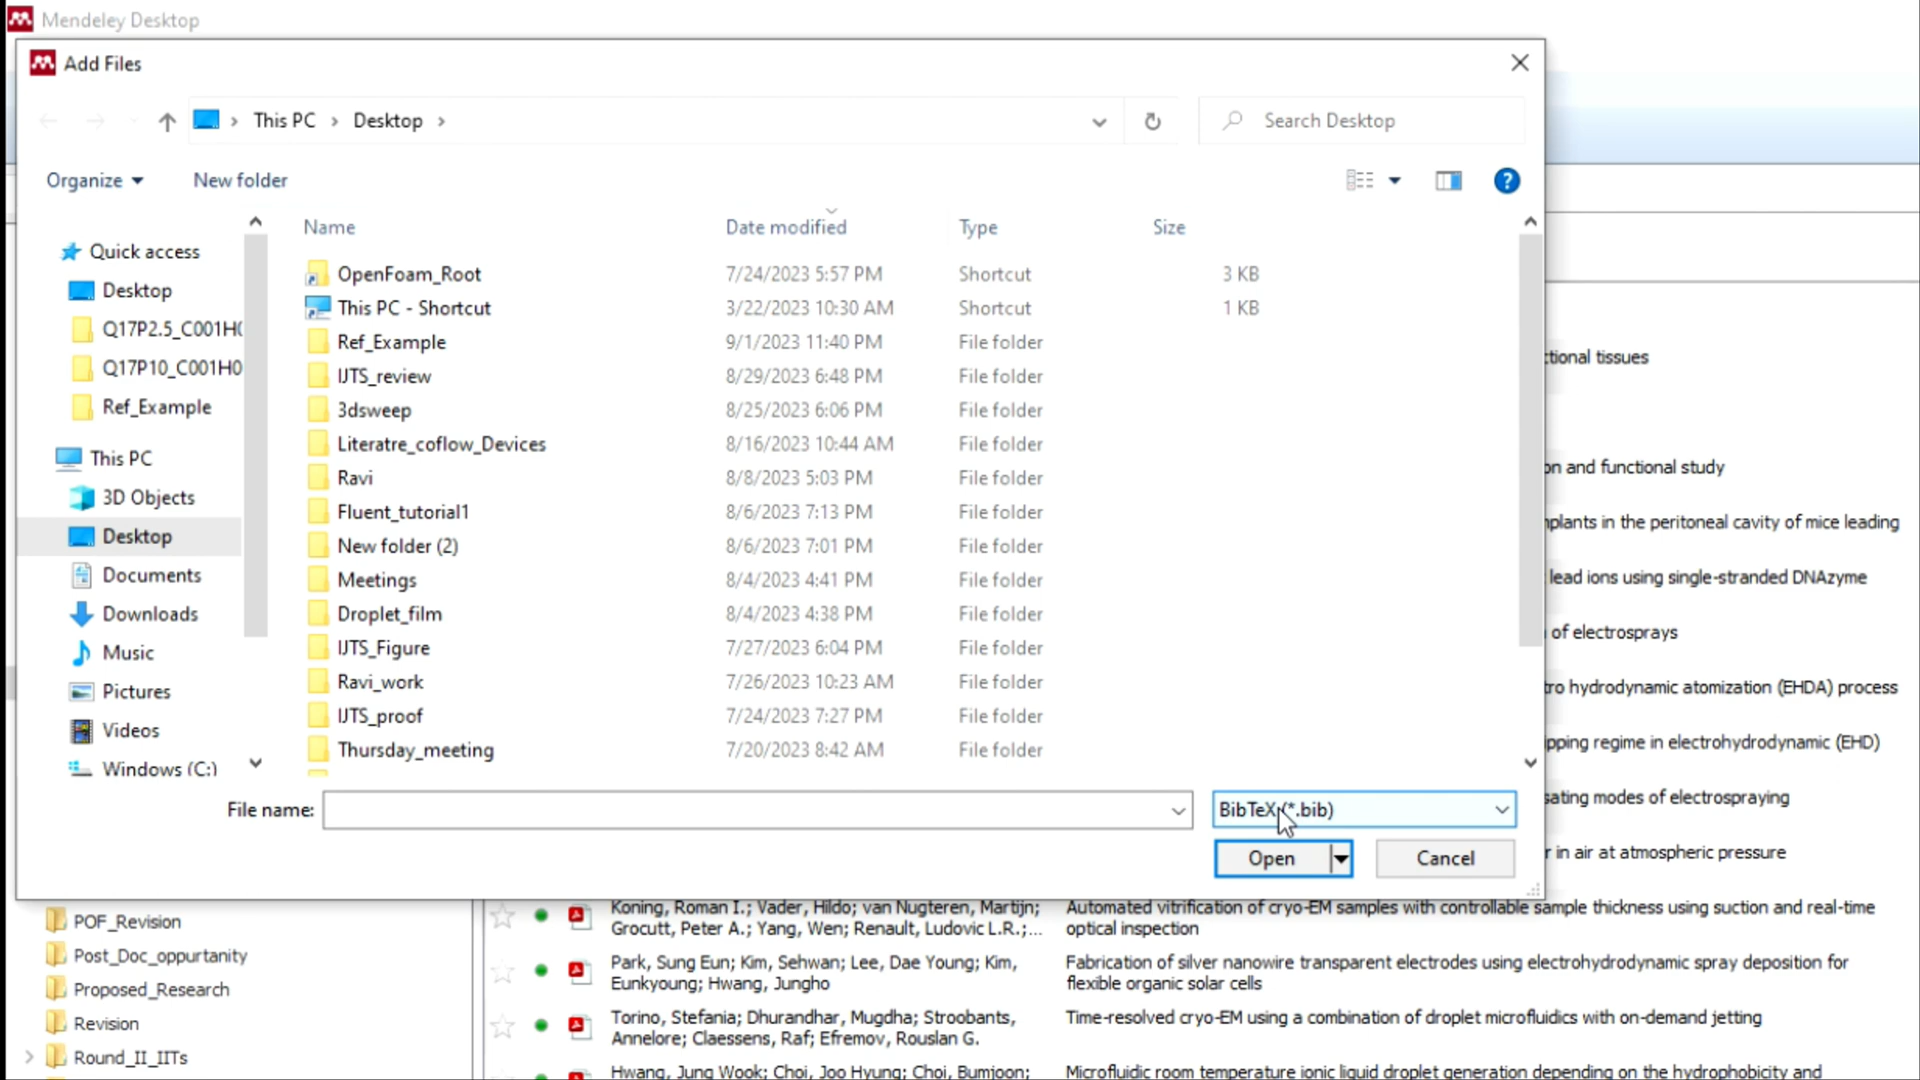 Mendeley Desktop
Add Files
This PC
Desktop
Search Desktop
Organize
New folder
?
Quick access
Desktop
Q17P2.5_C001H
Q17P10_C001H0
Ref_Example
This PC
3D Objects
Desktop
Documents
Downloads
Music
Pictures
Videos
Windows (C:)
Name Date modified Type Size
OpenFoam_Root 7/24/2023 5:57 PM Shortcut 3 KB
This PC - Shortcut 3/22/2023 10:30 AM Shortcut 1 KB
Ref_Example 9/1/2023 11:40 PM File folder
IJTS_review 8/29/2023 6:48 PM File folder
3dsweep 8/25/2023 6:06 PM File folder
Literatre_coflow_Devices 8/16/2023 10:44 AM File folder
Ravi 8/8/2023 5:03 PM File folder
Fluent_tutorial1 8/6/2023 7:13 PM File folder
New folder (2) 8/6/2023 7:01 PM File folder
Meetings 8/4/2023 4:41 PM File folder
Droplet_film 8/4/2023 4:38 PM File folder
IJTS_Figure 7/27/2023 6:04 PM File folder
Ravi_work 7/26/2023 10:23 AM File folder
IJTS_proof 7/24/2023 7:27 PM File folder
Thursday_meeting 7/20/2023 8:42 AM File folder
File name:
BibTeX (*.bib)
Open
Cancel
ctional tissues
on and functional study
plants in the peritoneal cavity of mice leading
lead ions using single-stranded DNAzyme
of electrosprays
tro hydrodynamic atomization (EHDA) process
pping regime in electrohydrodynamic (EHD)
sating modes of electrospraying
r in air at atmospheric pressure
POF_Revision
Post_Doc_oppurtanity
Proposed_Research
Revision
Round_II_IITs
Koning, Roman I.; Vader, Hildo; van Nugteren, Martijn;
Grocutt, Peter A.; Yang, Wen; Renault, Ludovic L.R.;...
Automated vitrification of cryo-EM samples with controllable sample thickness using suction and real-time
optical inspection
Park, Sung Eun; Kim, Sehwan; Lee, Dae Young; Kim,
Eunkyoung; Hwang, Jungho
Fabrication of silver nanowire transparent electrodes using electrohydrodynamic spray deposition for
flexible organic solar cells
Torino, Stefania; Dhurandhar, Mugdha; Stroobants,
Annelore; Claessens, Raf; Efremov, Rouslan G.
Time-resolved cryo-EM using a combination of droplet microfluidics with on-demand jetting
Hwang, Jung Wook; Choi, Joo Hyung; Choi, Bumjoon;
Microfluidic room temperature ionic liquid droplet generation depending on the hydrophobicity and